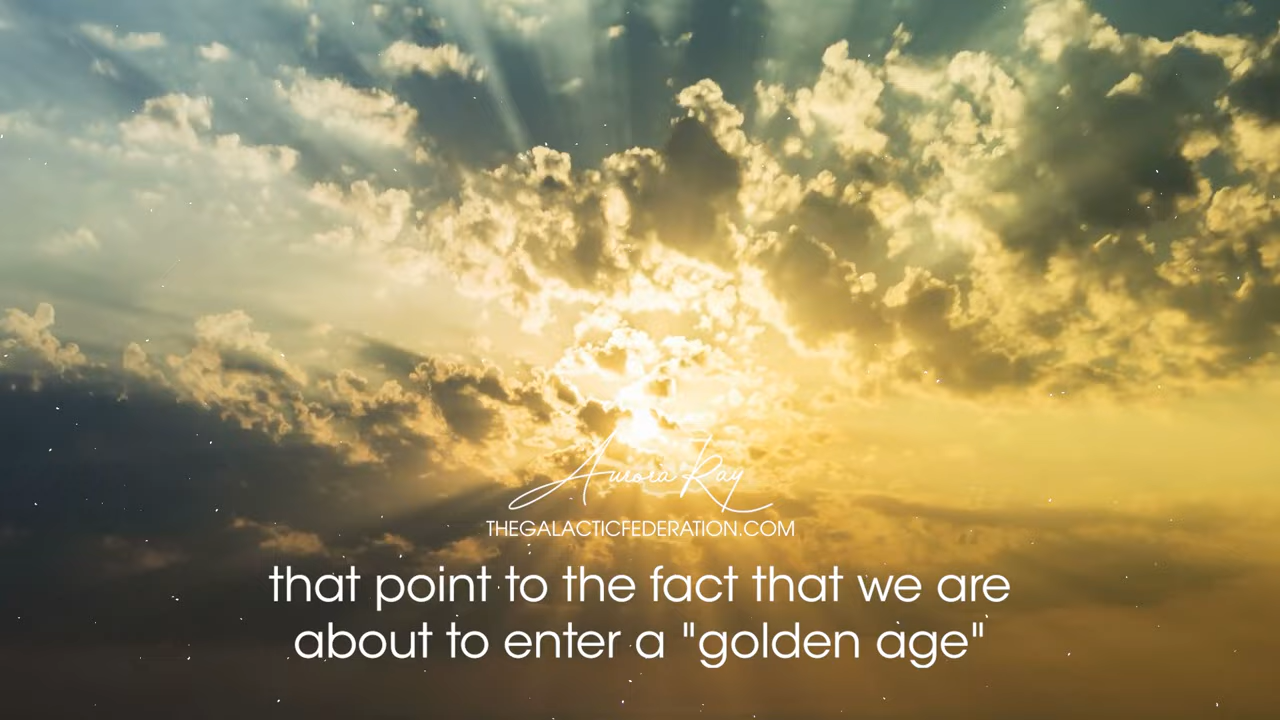 Aurora Ray
THEGALACTICFEDERATION.COM
that point to the fact that we are
about to enter a "golden age"